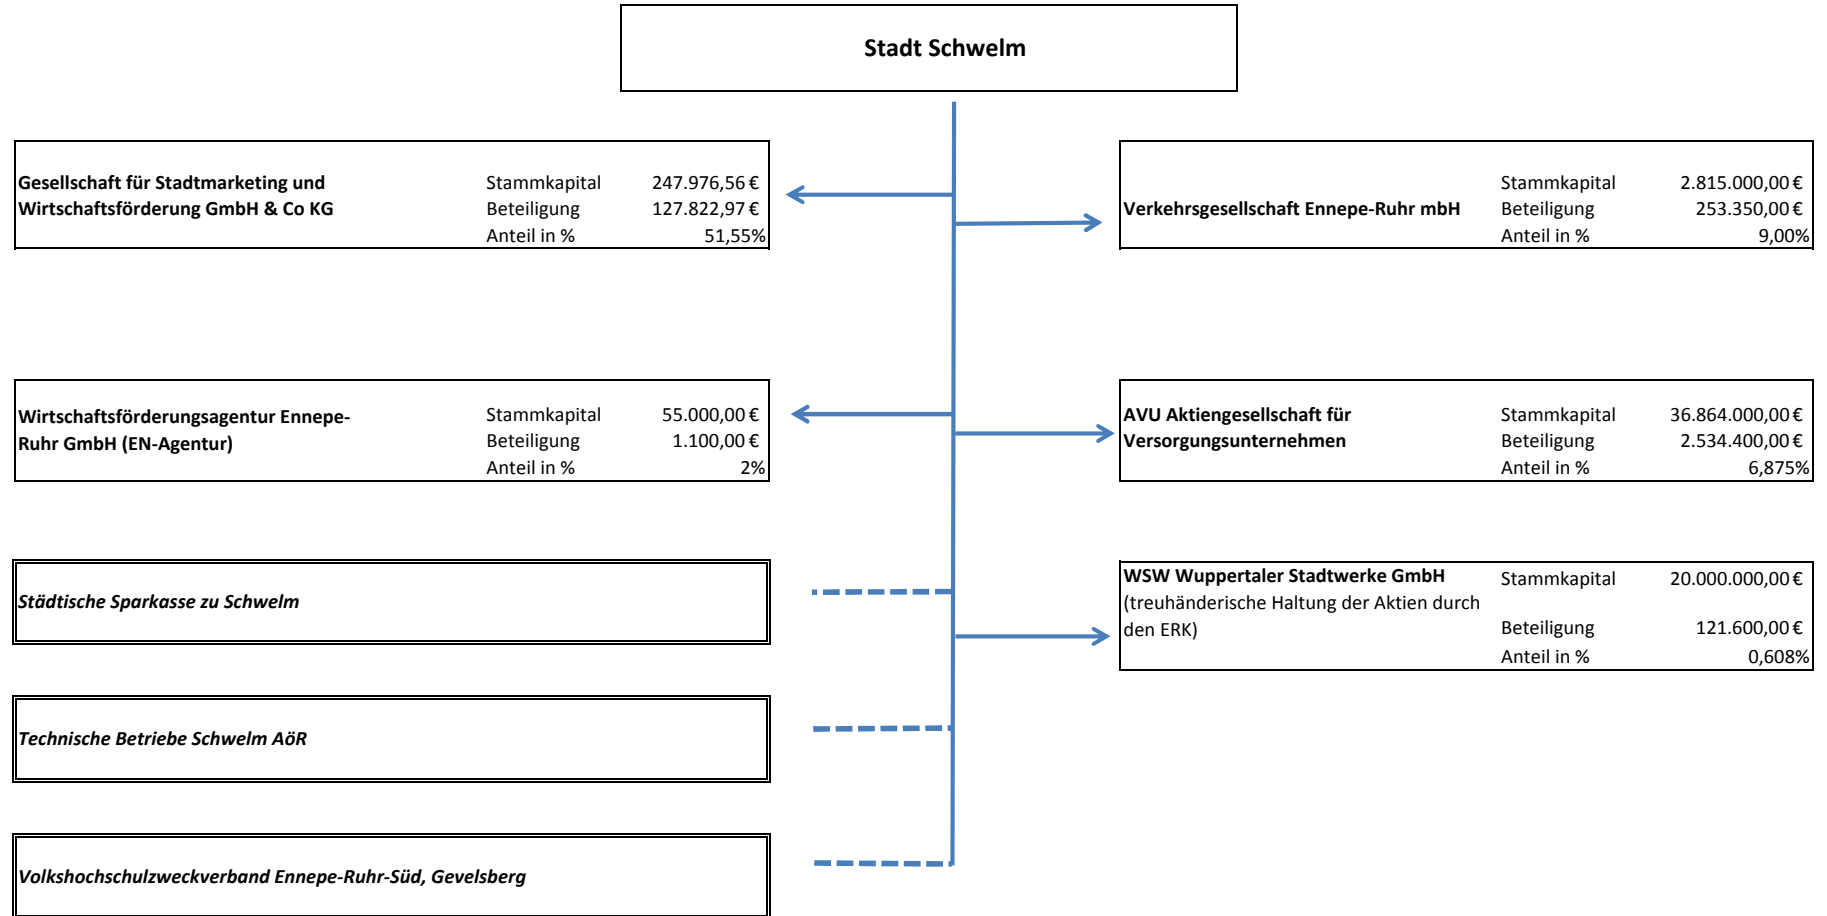 Stadt Schwelm
Gesellschaft für Stadtmarketing und
Wirtschaftsförderung GmbH & Co KG
Stammkapital 247.976,56 €
Beteiligung 127.822,97 €
Anteil in % 51,55%
Verkehrsgesellschaft Ennepe-Ruhr mbH
Stammkapital 2.815.000,00 €
Beteiligung 253.350,00 €
Anteil in % 9,00%
Wirtschaftsförderungsagentur Ennepe-
Ruhr GmbH (EN-Agentur)
Stammkapital 55.000,00 €
Beteiligung 1.100,00 €
Anteil in % 2%
AVU Aktiengesellschaft für
Versorgungsunternehmen
Stammkapital 36.864.000,00 €
Beteiligung 2.534.400,00 €
Anteil in % 6,875%
Städtische Sparkasse zu Schwelm
WSW Wuppertaler Stadtwerke GmbH
(treuhänderische Haltung der Aktien durch
den ERK)
Stammkapital 20.000.000,00 €
Beteiligung 121.600,00 €
Anteil in % 0,608%
Technische Betriebe Schwelm AöR
Volkshochschulzweckverband Ennepe-Ruhr-Süd, Gevelsberg